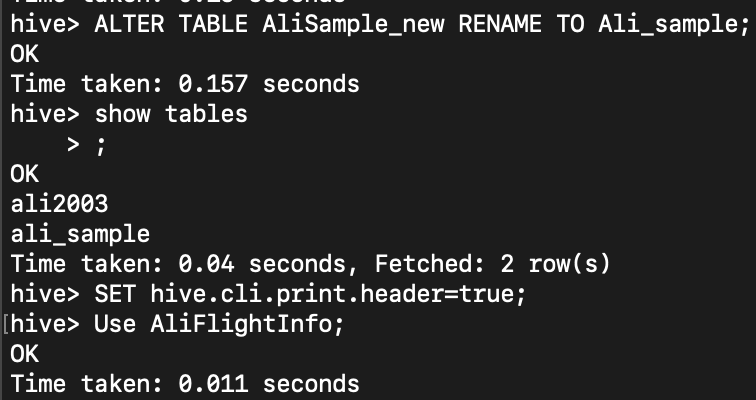 hive> ALTER TABLE AliSample_new RENAME TO Ali_sample;
OK
Time taken: 0.157 seconds
hive> show tables
    > ;
OK
ali2003
ali_sample
Time taken: 0.04 seconds, Fetched: 2 row(s)
hive> SET hive.cli.print.header=true;
[hive> Use AliFlightInfo;
OK
Time taken: 0.011 seconds